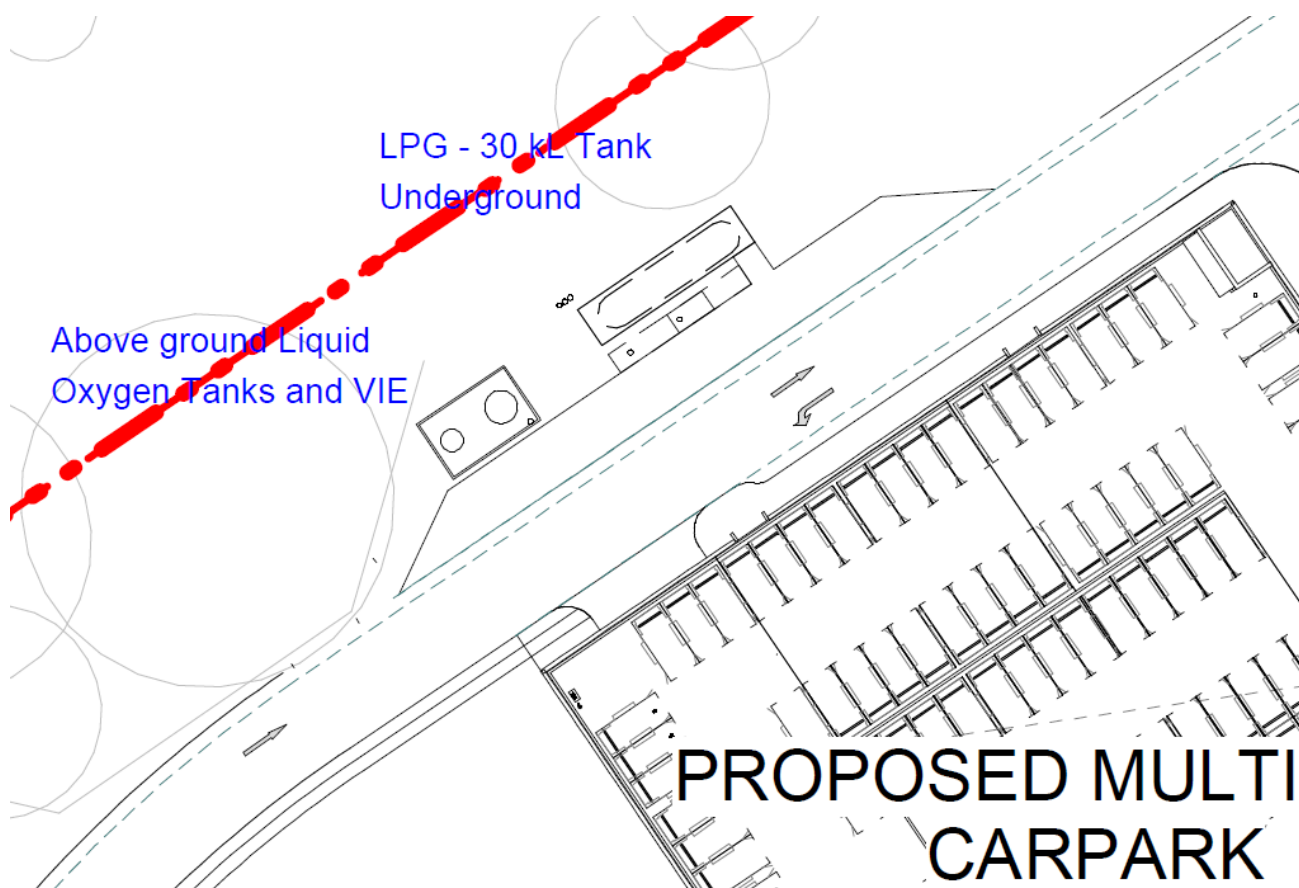 LPG - 30 kL Tank
Underground
Above ground Liquid
Oxygen Tanks and VIE
PROPOSED MULTI
CARPARK